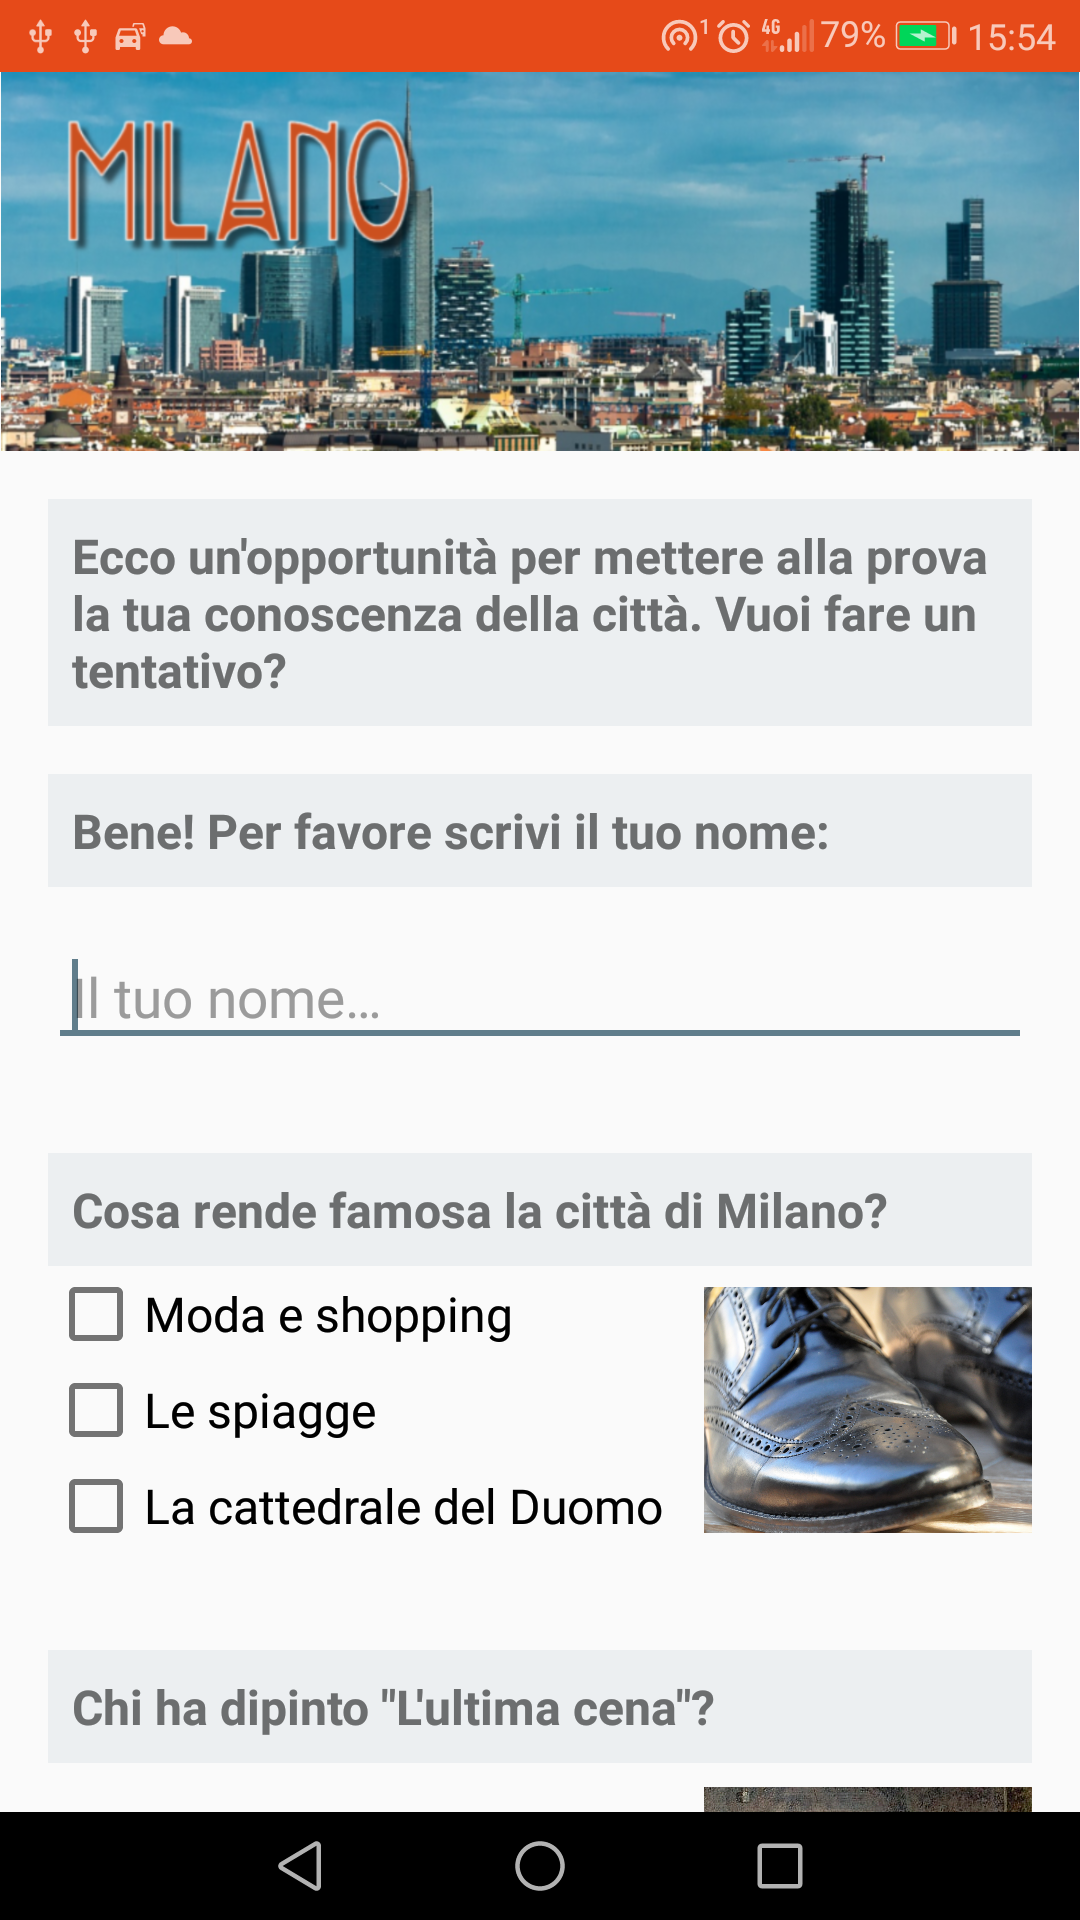 1 4G 79% 15:54
MILANO
Ecco un'opportunità per mettere alla prova
la tua conoscenza della città. Vuoi fare un
tentativo?
Bene! Per favore scrivi il tuo nome:
Il tuo nome...
Cosa rende famosa la città di Milano?
Moda e shopping
Le spiagge
La cattedrale del Duomo
Chi ha dipinto "L'ultima cena"?